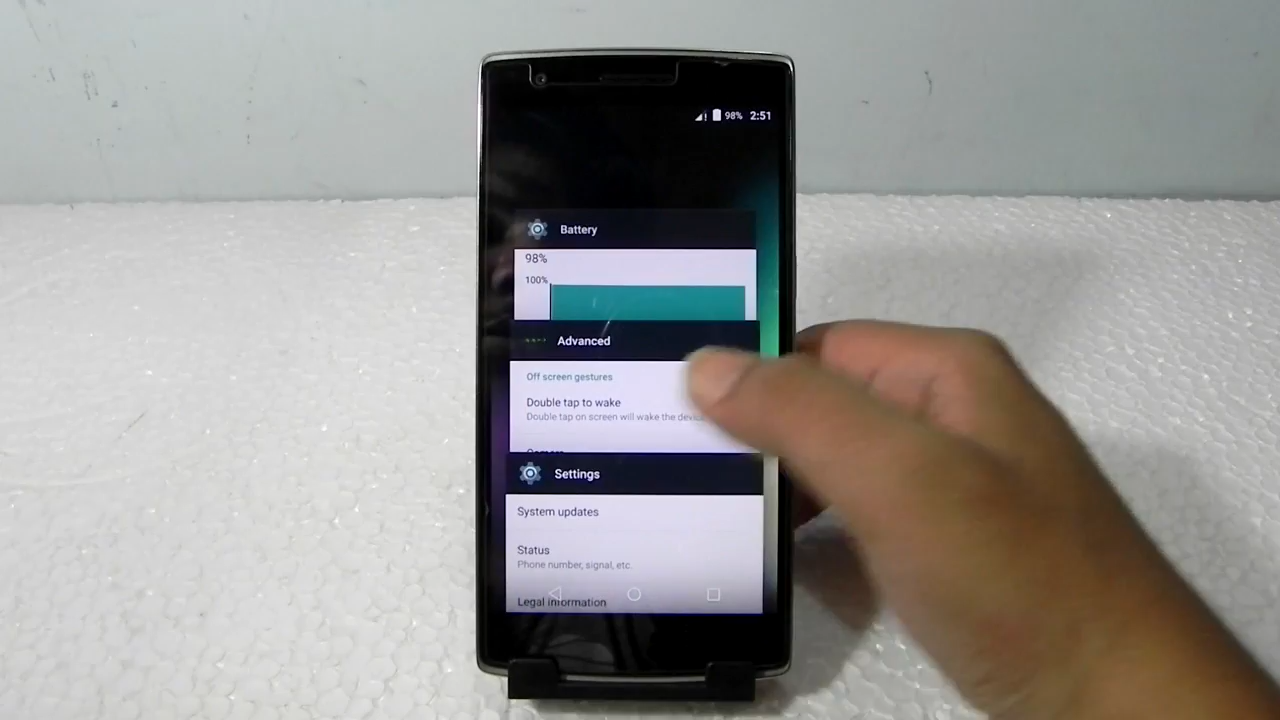 98% 2:51
Battery
98%
100%
Advanced
Off screen gestures
Double tap to wake
Double tap on screen will wake the
Settings
System updates
Status
Phone number, signal, etc.
Legal information